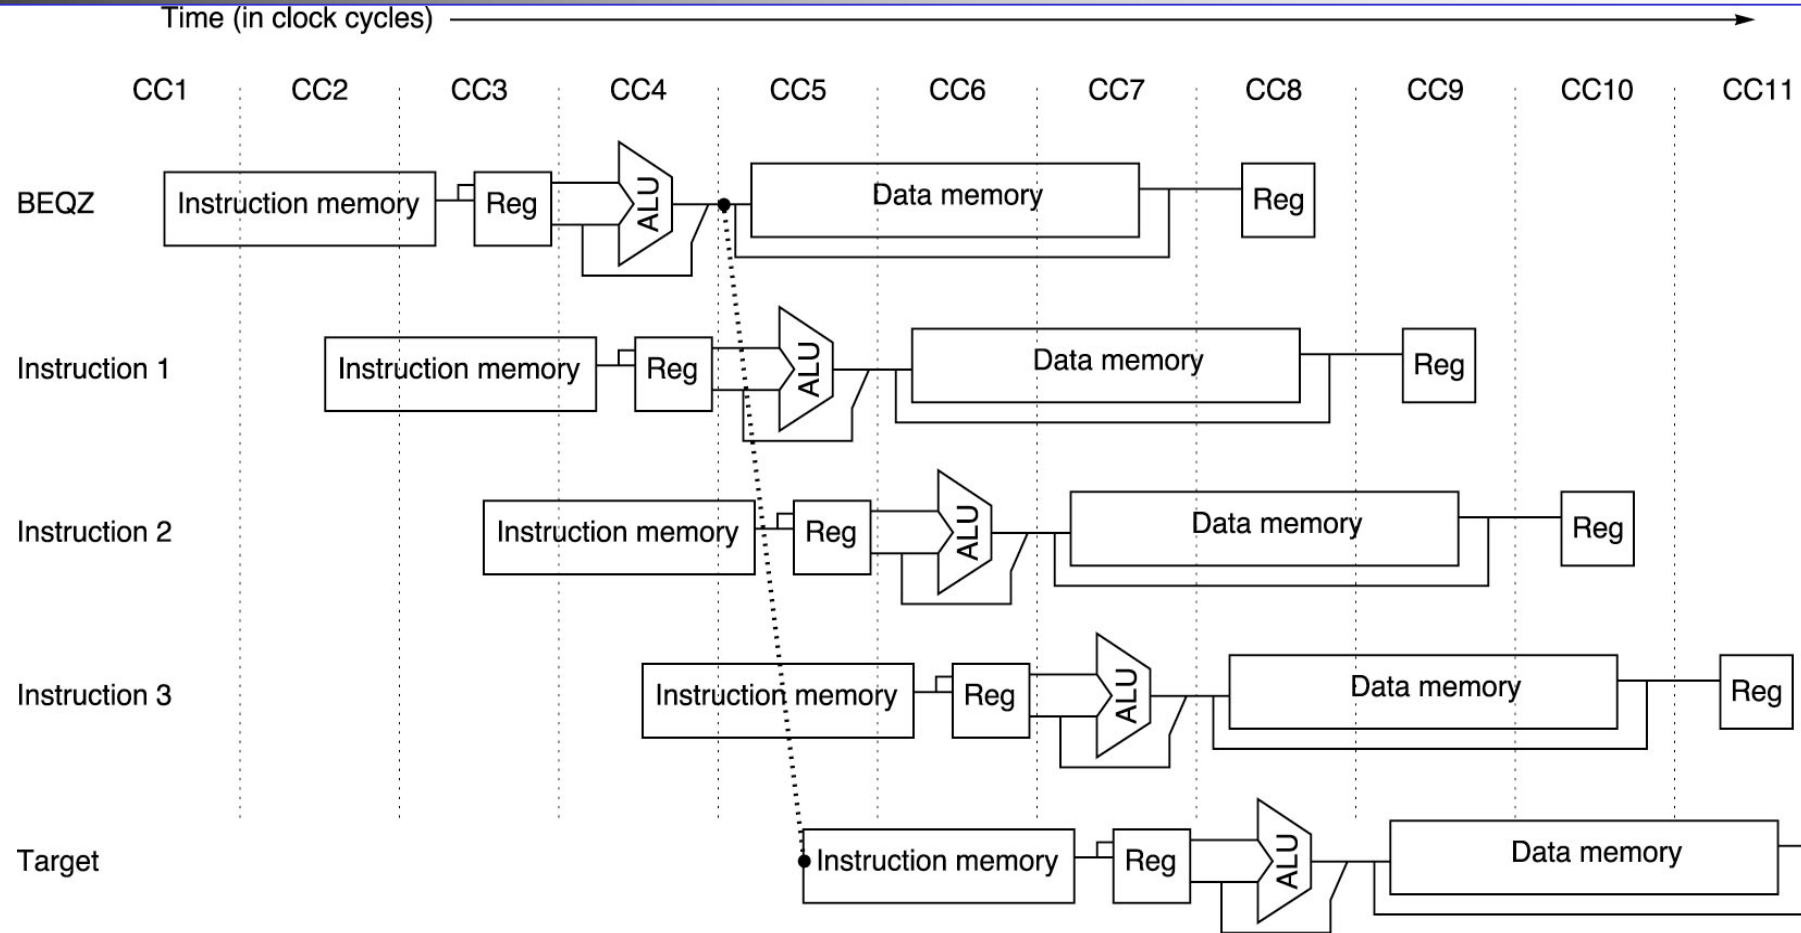 Time (in clock cycles)
CC1 CC2 CC3 CC4 CC5 CC6 CC7 CC8 CC9 CC10 CC11
BEQZ Instruction memory Reg ALU Data memory Reg
Instruction 1 Instruction memory Reg ALU Data memory Reg
Instruction 2 Instruction memory Reg ALU Data memory Reg
Instruction 3 Instruction memory Reg ALU Data memory Reg
Target Instruction memory Reg ALU Data memory